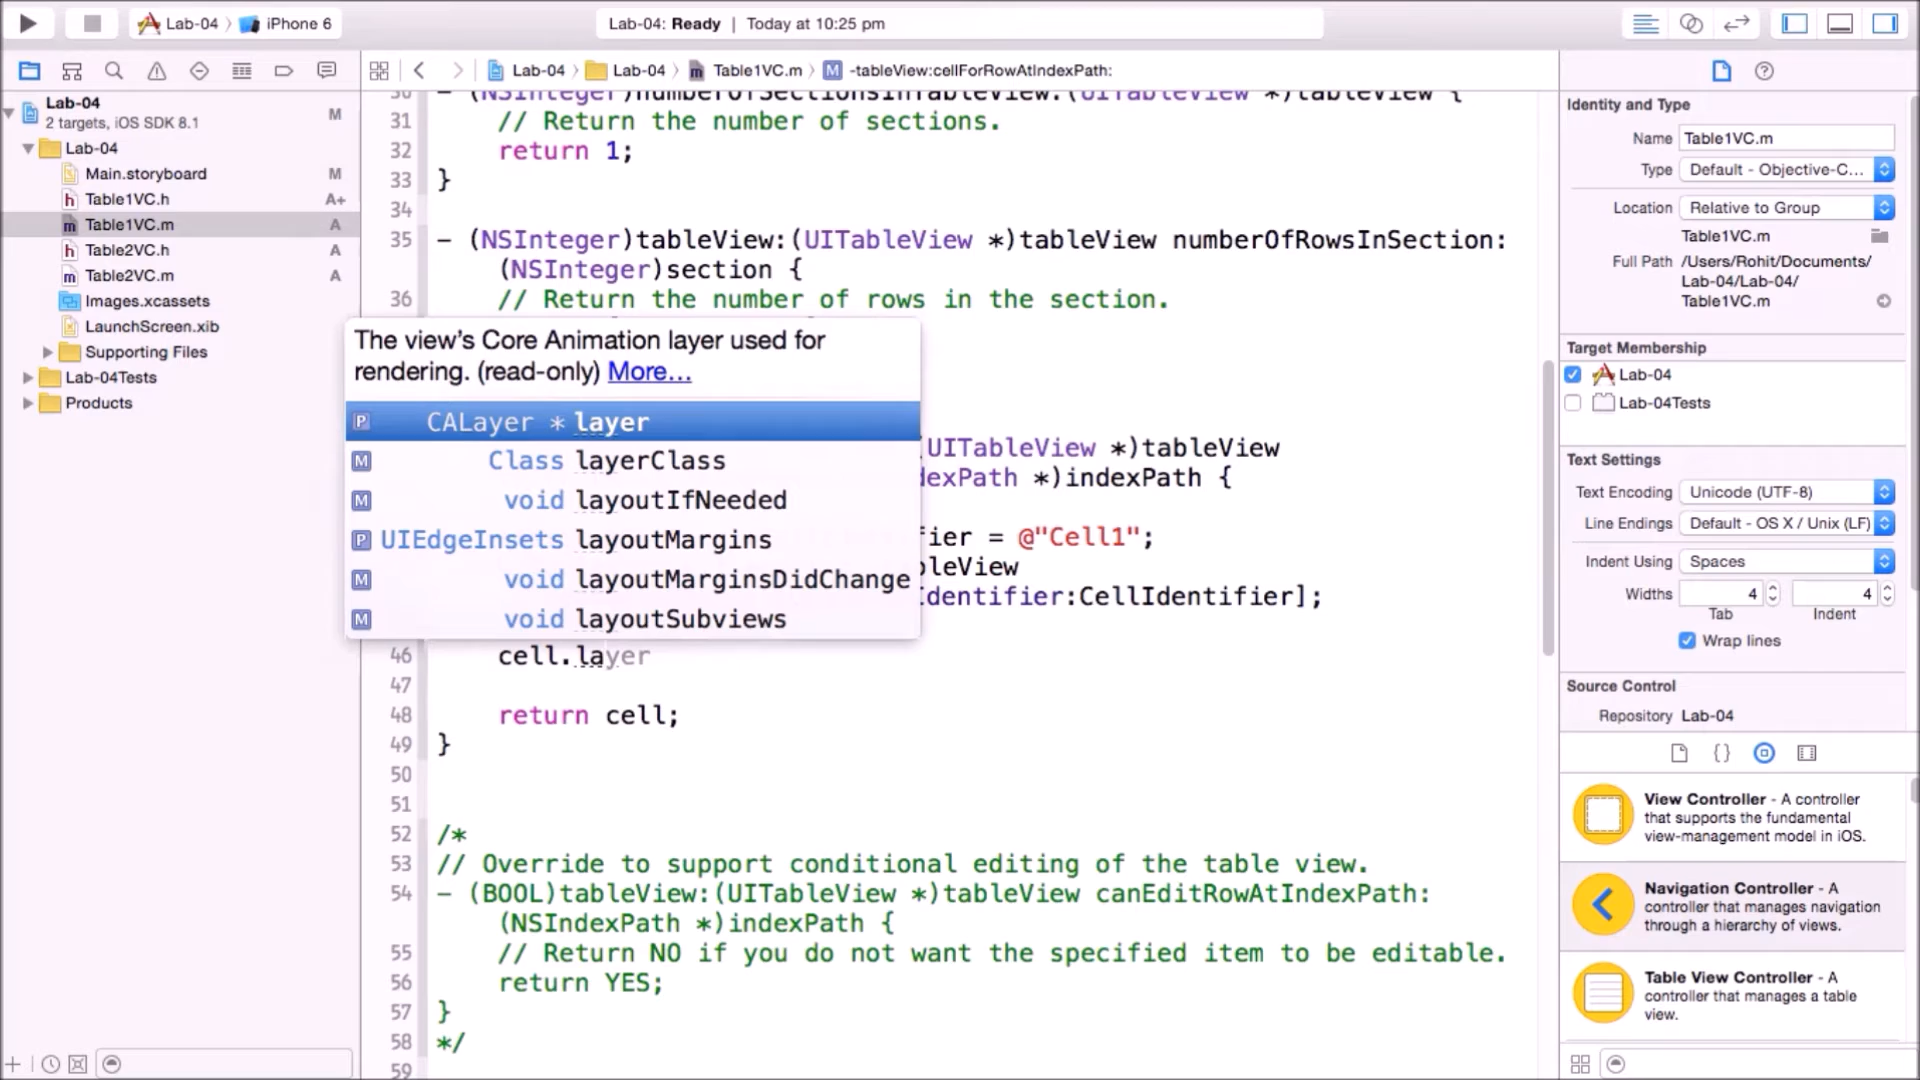 Lab-04 iPhone 6
Lab-04: Ready | Today at 10:25 pm
Lab-04 Lab-04 Table1VC.m M -tableView:cellForRowAtIndexPath:
Lab-04
2 targets, iOS SDK 8.1
M
Lab-04
Main.storyboard M
h Table1VC.h A+
m Table1VC.m A
h Table2VC.h A
m Table2VC.m A
Images.xcassets
LaunchScreen.xib
Supporting Files
Lab-04Tests
Products
30 - (NSInteger)numberOfSectionsInTableView:(UITableView *)tableView {
31 // Return the number of sections.
32 return 1;
33 }
34
35 - (NSInteger)tableView:(UITableView *)tableView numberOfRowsInSection:
(NSInteger)section {
36 // Return the number of rows in the section.
The view's Core Animation layer used for
rendering. (read-only) More...
P CALayer * layer
M Class layerClass
M void layoutIfNeeded
P UIEdgeInsets layoutMargins
M void layoutMarginsDidChange
M void layoutSubviews
UITableView *)tableView
dexPath *)indexPath {
ier = @"Cell1";
bleView
Identifier:CellIdentifier];
46 cell.layer
47
48 return cell;
49 }
50
51
52 /*
53 // Override to support conditional editing of the table view.
54 - (BOOL)tableView:(UITableView *)tableView canEditRowAtIndexPath:
(NSIndexPath *)indexPath {
55 // Return NO if you do not want the specified item to be editable.
56 return YES;
57 }
58 */
59
Identity and Type
Name Table1VC.m
Type Default - Objective-C...
Location Relative to Group
Table1VC.m
Full Path /Users/Rohit/Documents/
Lab-04/Lab-04/
Table1VC.m
Target Membership
Lab-04
Lab-04Tests
Text Settings
Text Encoding Unicode (UTF-8)
Line Endings Default - OS X / Unix (LF)
Indent Using Spaces
Widths 4 4
Tab Indent
Wrap lines
Source Control
Repository Lab-04
{}
View Controller - A controller
that supports the fundamental
view-management model in iOS.
Navigation Controller - A
controller that manages navigation
through a hierarchy of views.
Table View Controller - A
controller that manages a table
view.